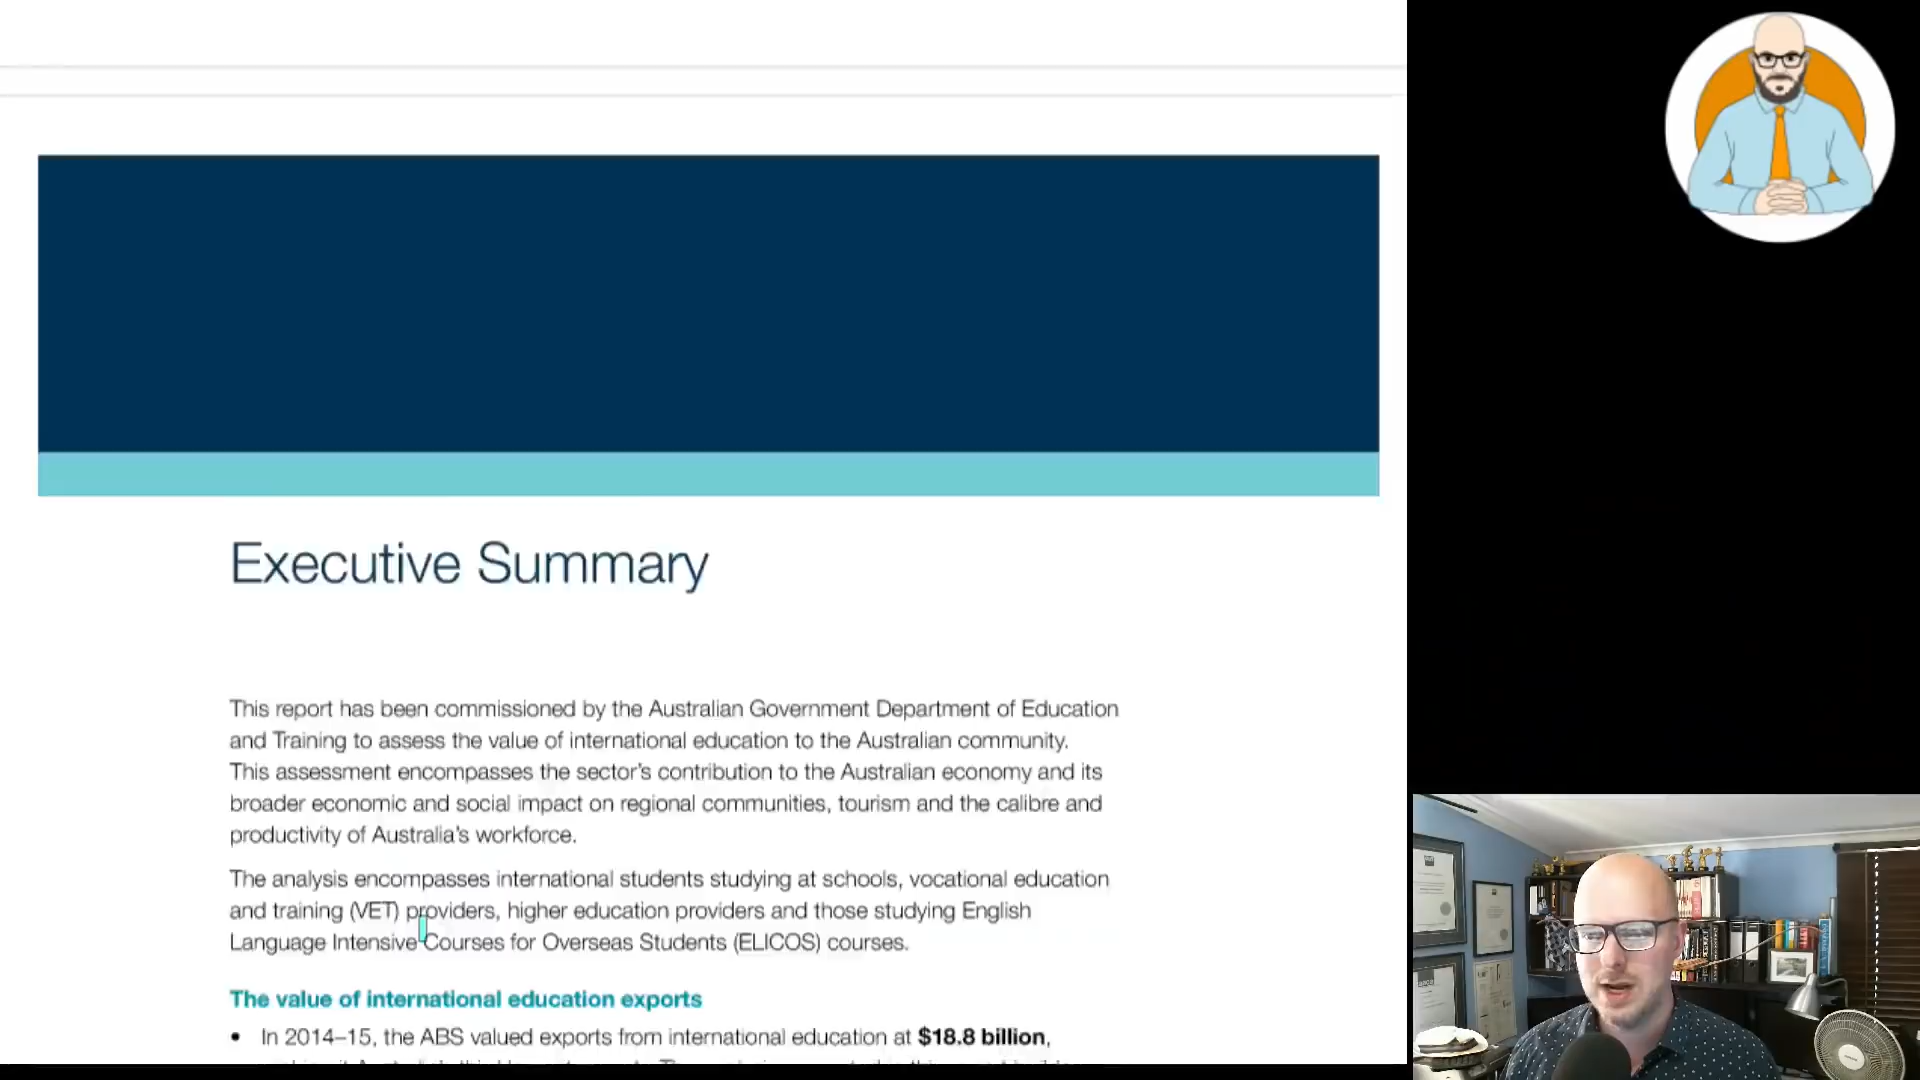 Executive Summary
This report has been commissioned by the Australian Government Department of Education
and Training to assess the value of international education to the Australian community.
This assessment encompasses the sector's contribution to the Australian economy and its
broader economic and social impact on regional communities, tourism and the calibre and
productivity of Australia's workforce.
The analysis encompasses international students studying at schools, vocational education
and training (VET) providers, higher education providers and those studying English
Language Intensive Courses for Overseas Students (ELICOS) courses.
The value of international education exports
• In 2014–15, the ABS valued exports from international education at $18.8 billion,